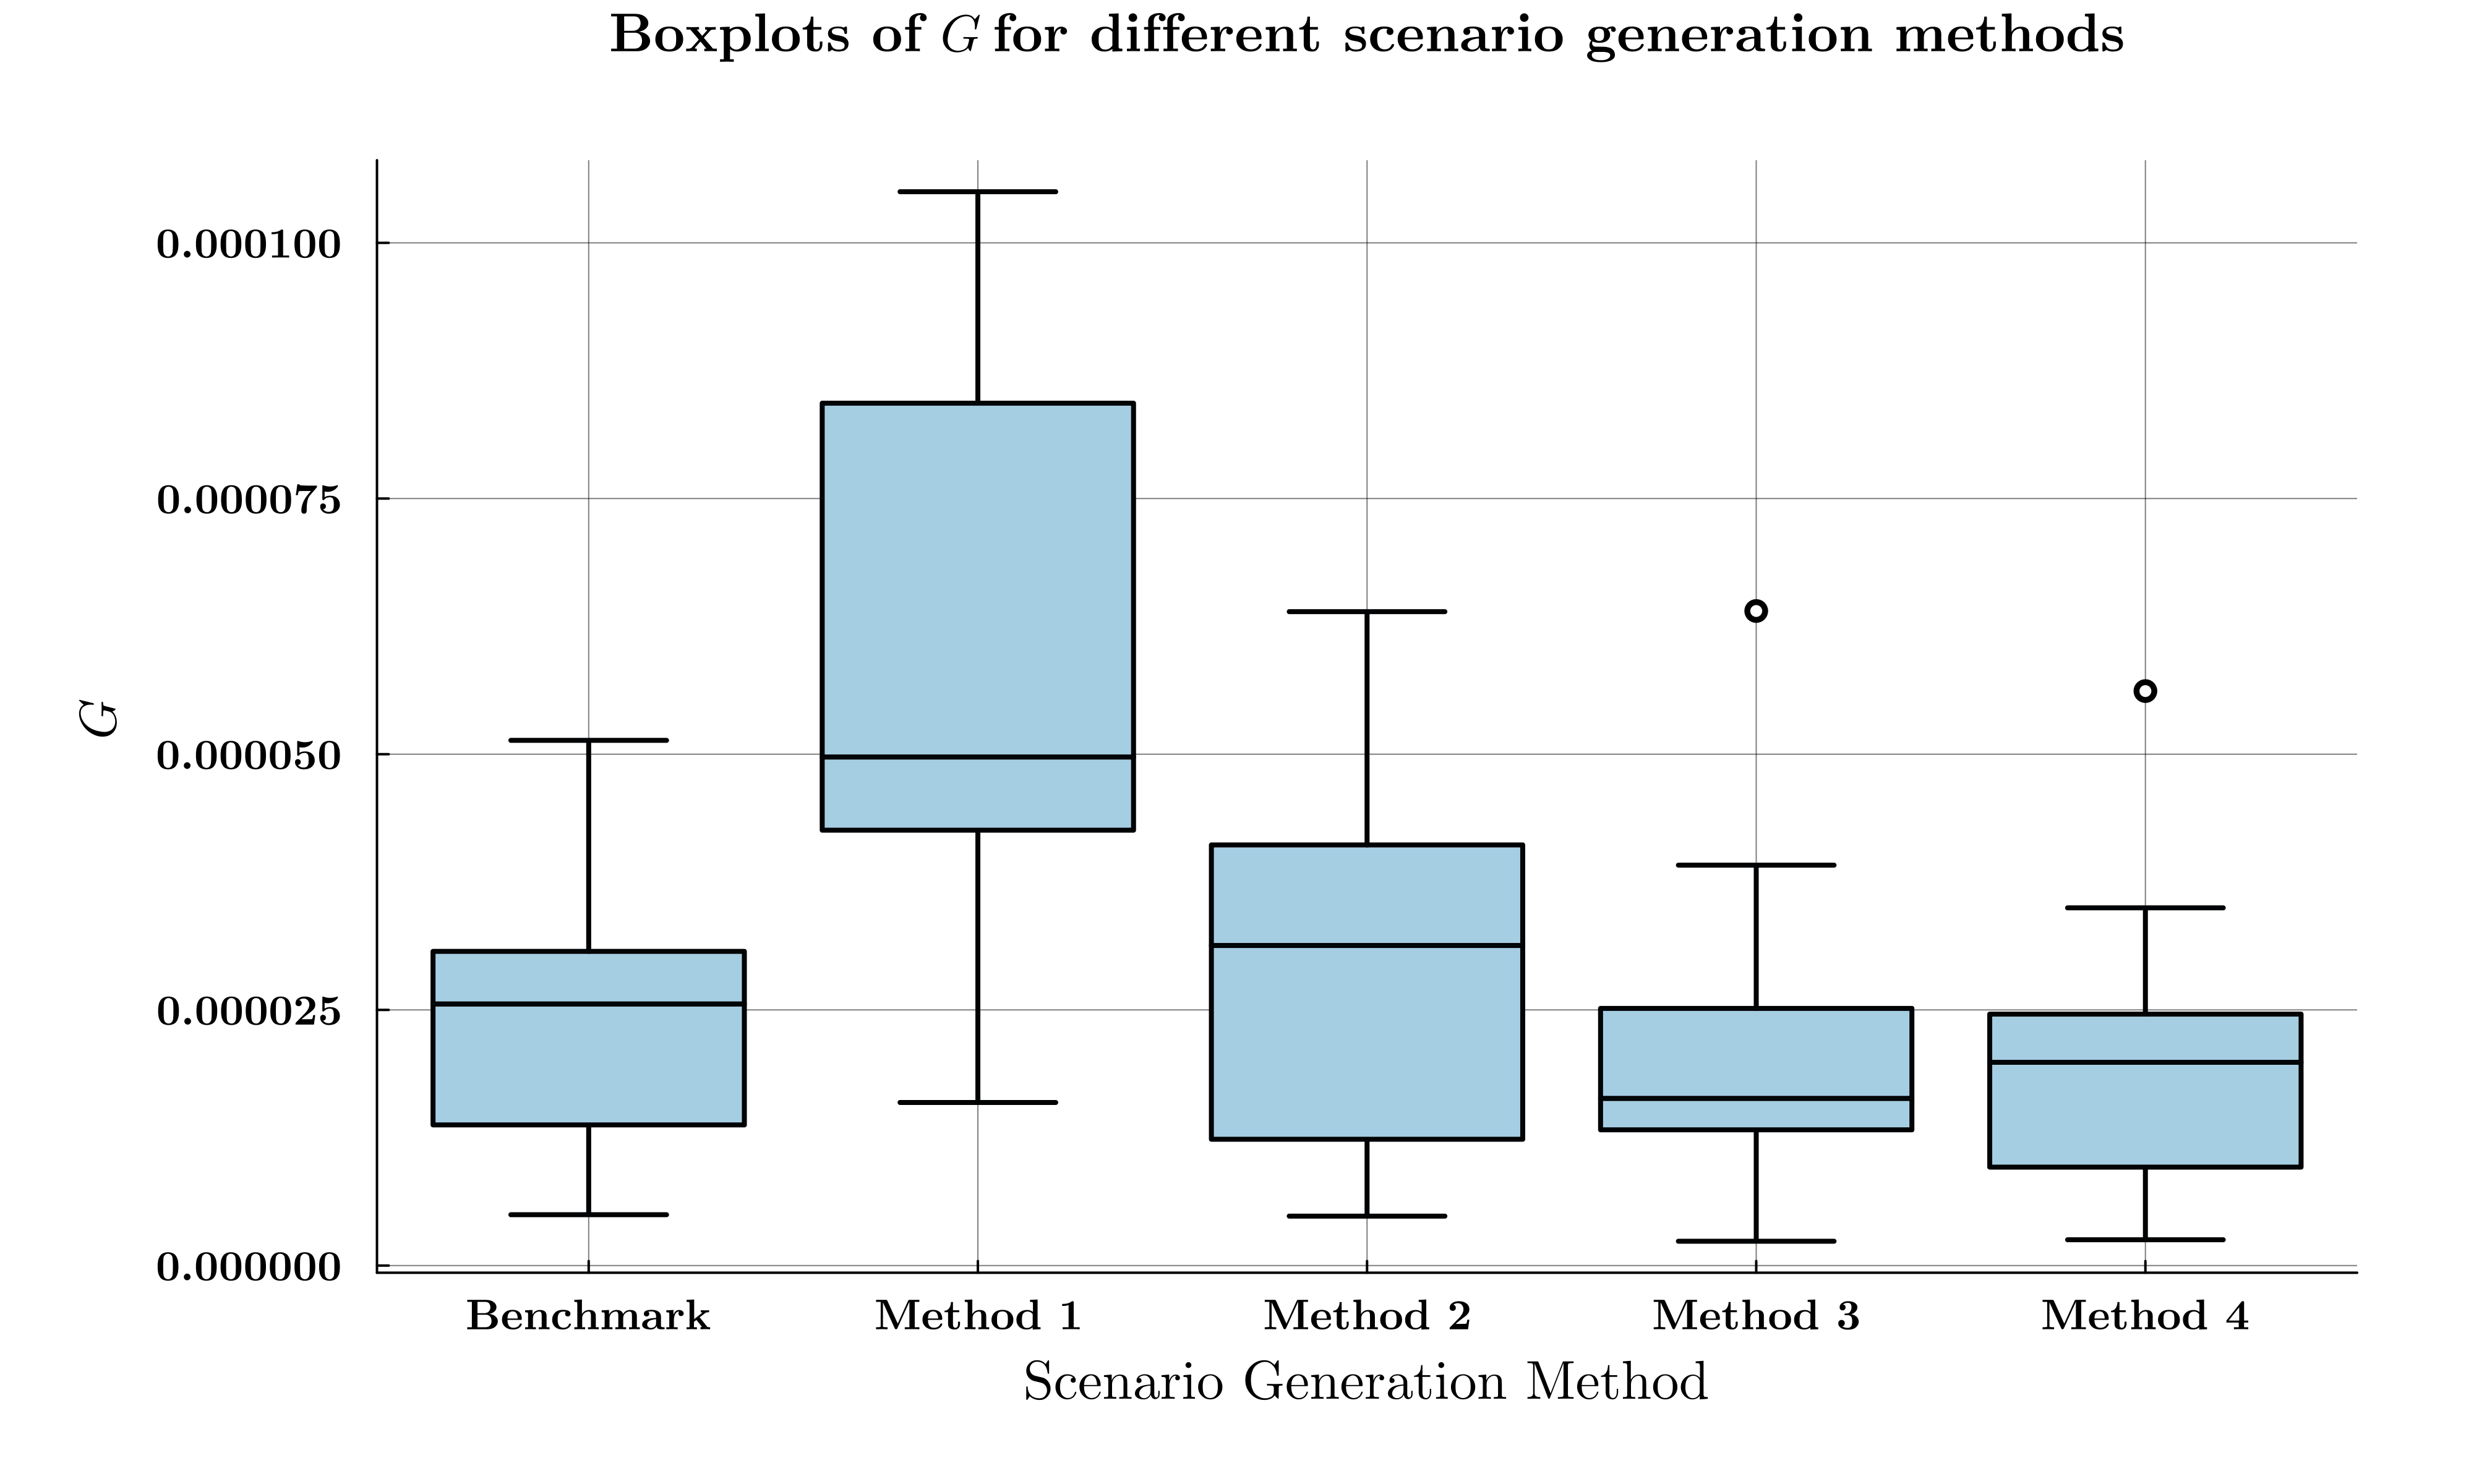 Boxplots of G for different scenario generation methods
0.000100
0.000075
G
0.000050
0.000025
0.000000
Benchmark Method 1 Method 2 Method 3 Method 4
Scenario Generation Method